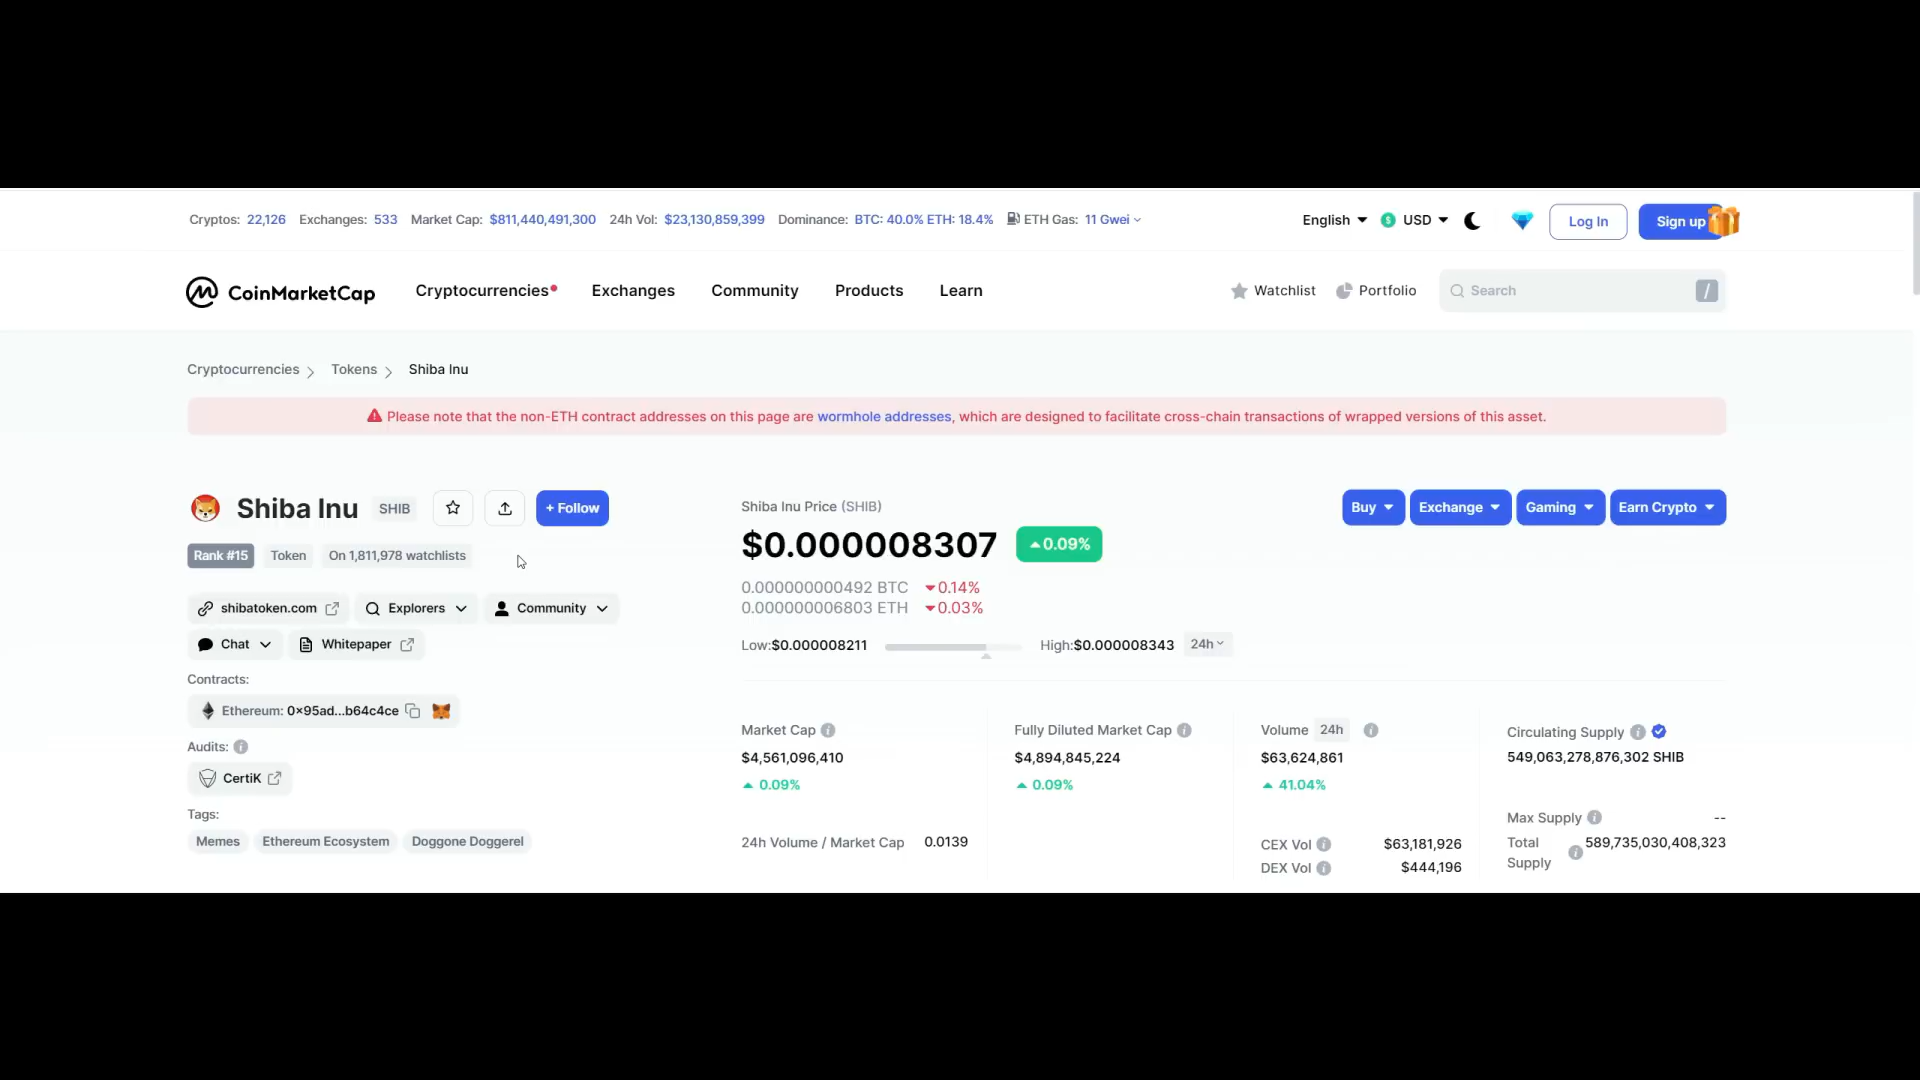 Cryptos: 22,126 Exchanges: 533 Market Cap: $811,440,491,300 24h Vol: $23,130,859,399 Dominance: BTC: 40.0% ETH: 18.4% ETH Gas: 11 Gwei
English USD Log In Sign up
CoinMarketCap Cryptocurrencies Exchanges Community Products Learn Watchlist Portfolio Search /
Cryptocurrencies Tokens Shiba Inu
Please note that the non-ETH contract addresses on this page are wormhole addresses, which are designed to facilitate cross-chain transactions of wrapped versions of this asset.
Shiba Inu SHIB + Follow
Rank #15 Token On 1,811,978 watchlists
shibatoken.com Explorers Community
Chat Whitepaper
Contracts:
Ethereum: 0x95ad...b64c4ce
Audits:
CertiK
Tags:
Memes Ethereum Ecosystem Doggone Doggerel
Shiba Inu Price (SHIB)
$0.000008307 0.09%
0.000000000492 BTC 0.14%
0.000000006803 ETH 0.03%
Low:$0.000008211 High:$0.000008343 24h
Buy Exchange Gaming Earn Crypto
Market Cap
$4,561,096,410
0.09%
24h Volume / Market Cap 0.0139
Fully Diluted Market Cap
$4,894,845,224
0.09%
Volume 24h
$63,624,861
41.04%
CEX Vol $63,181,926
DEX Vol $444,196
Circulating Supply
549,063,278,876,302 SHIB
Max Supply --
Total Supply 589,735,030,408,323